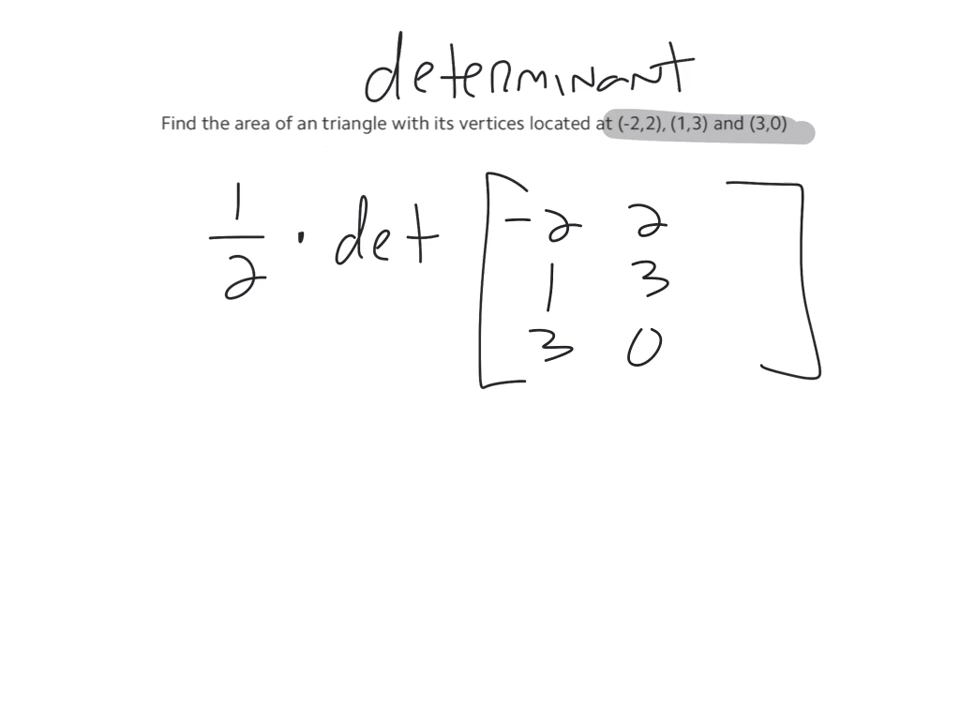 determinant
Find the area of an triangle with its vertices located at (-2,2), (1,3) and (3,0)
1/2 · det [-2 2
1 3
3 0]